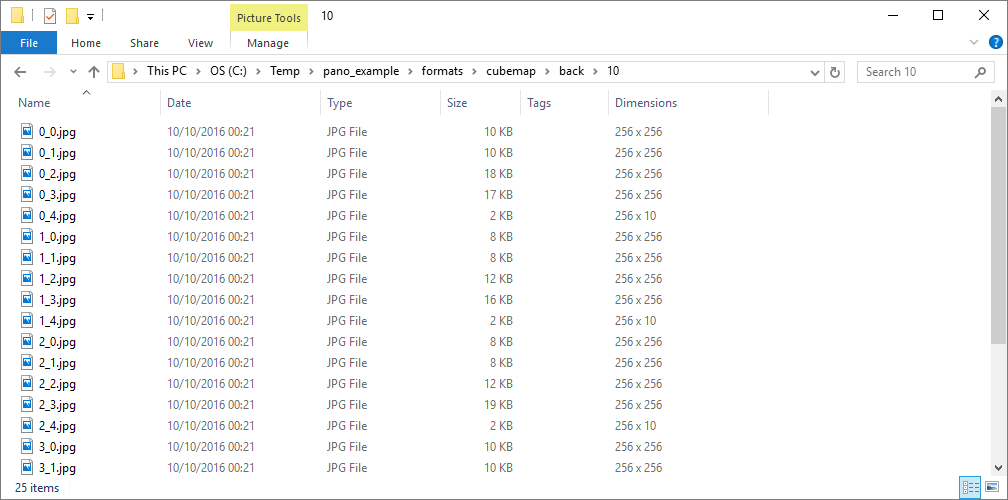 Picture Tools 10
File Home Share View Manage
This PC OS (C:) Temp pano_example formats cubemap back 10 Search 10
Name Date Type Size Tags Dimensions
0_0.jpg 10/10/2016 00:21 JPG File 10 KB 256 x 256
0_1.jpg 10/10/2016 00:21 JPG File 10 KB 256 x 256
0_2.jpg 10/10/2016 00:21 JPG File 18 KB 256 x 256
0_3.jpg 10/10/2016 00:21 JPG File 17 KB 256 x 256
0_4.jpg 10/10/2016 00:21 JPG File 2 KB 256 x 10
1_0.jpg 10/10/2016 00:21 JPG File 8 KB 256 x 256
1_1.jpg 10/10/2016 00:21 JPG File 8 KB 256 x 256
1_2.jpg 10/10/2016 00:21 JPG File 12 KB 256 x 256
1_3.jpg 10/10/2016 00:21 JPG File 16 KB 256 x 256
1_4.jpg 10/10/2016 00:21 JPG File 2 KB 256 x 10
2_0.jpg 10/10/2016 00:21 JPG File 8 KB 256 x 256
2_1.jpg 10/10/2016 00:21 JPG File 8 KB 256 x 256
2_2.jpg 10/10/2016 00:21 JPG File 12 KB 256 x 256
2_3.jpg 10/10/2016 00:21 JPG File 19 KB 256 x 256
2_4.jpg 10/10/2016 00:21 JPG File 2 KB 256 x 10
3_0.jpg 10/10/2016 00:21 JPG File 10 KB 256 x 256
3_1.jpg 10/10/2016 00:21 JPG File 10 KB 256 x 256
25 items